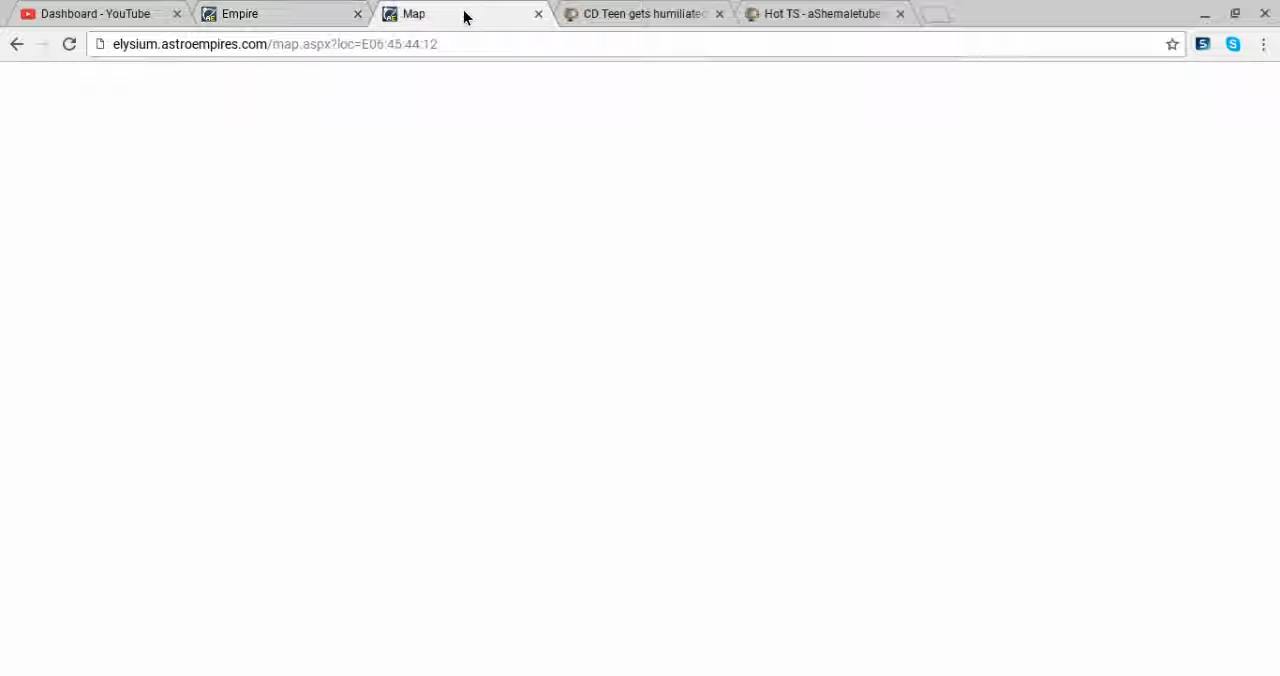 Dashboard - YouTube
Empire
Map
CD Teen gets humiliated
Hot TS - aShemaletube
elysium.astroempires.com/map.aspx?loc=E06:45:44:12